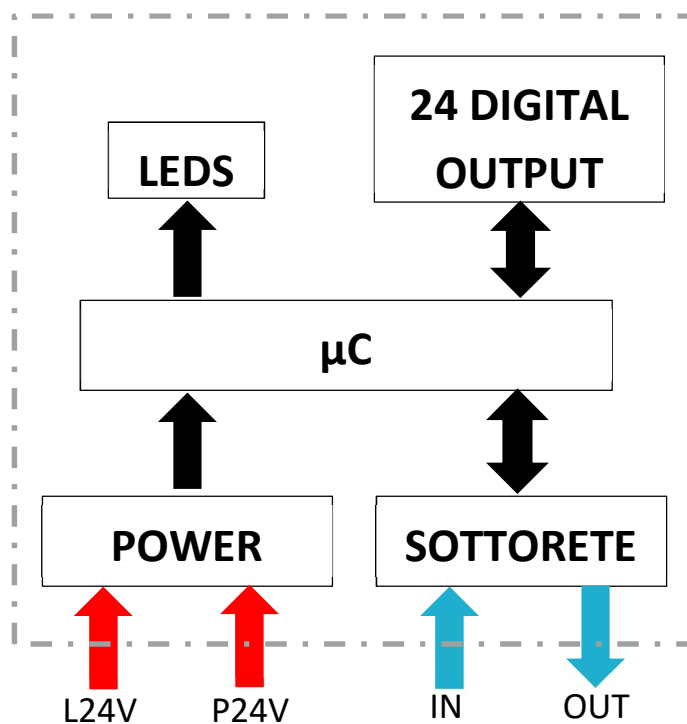 24 DIGITAL
OUTPUT
LEDS
µC
POWER
SOTTORETE
L24V
P24V
IN
OUT